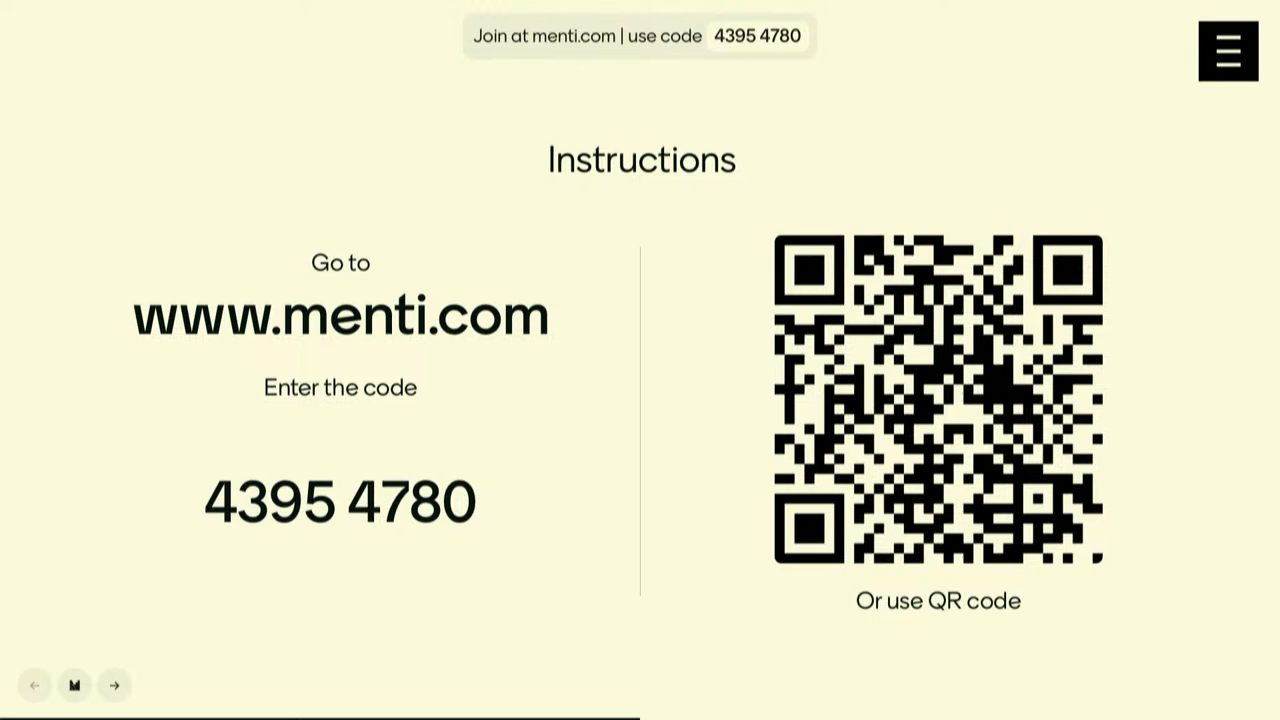 Join at menti.com | use code 4395 4780
Instructions
Go to
www.menti.com
Enter the code
4395 4780
Or use QR code